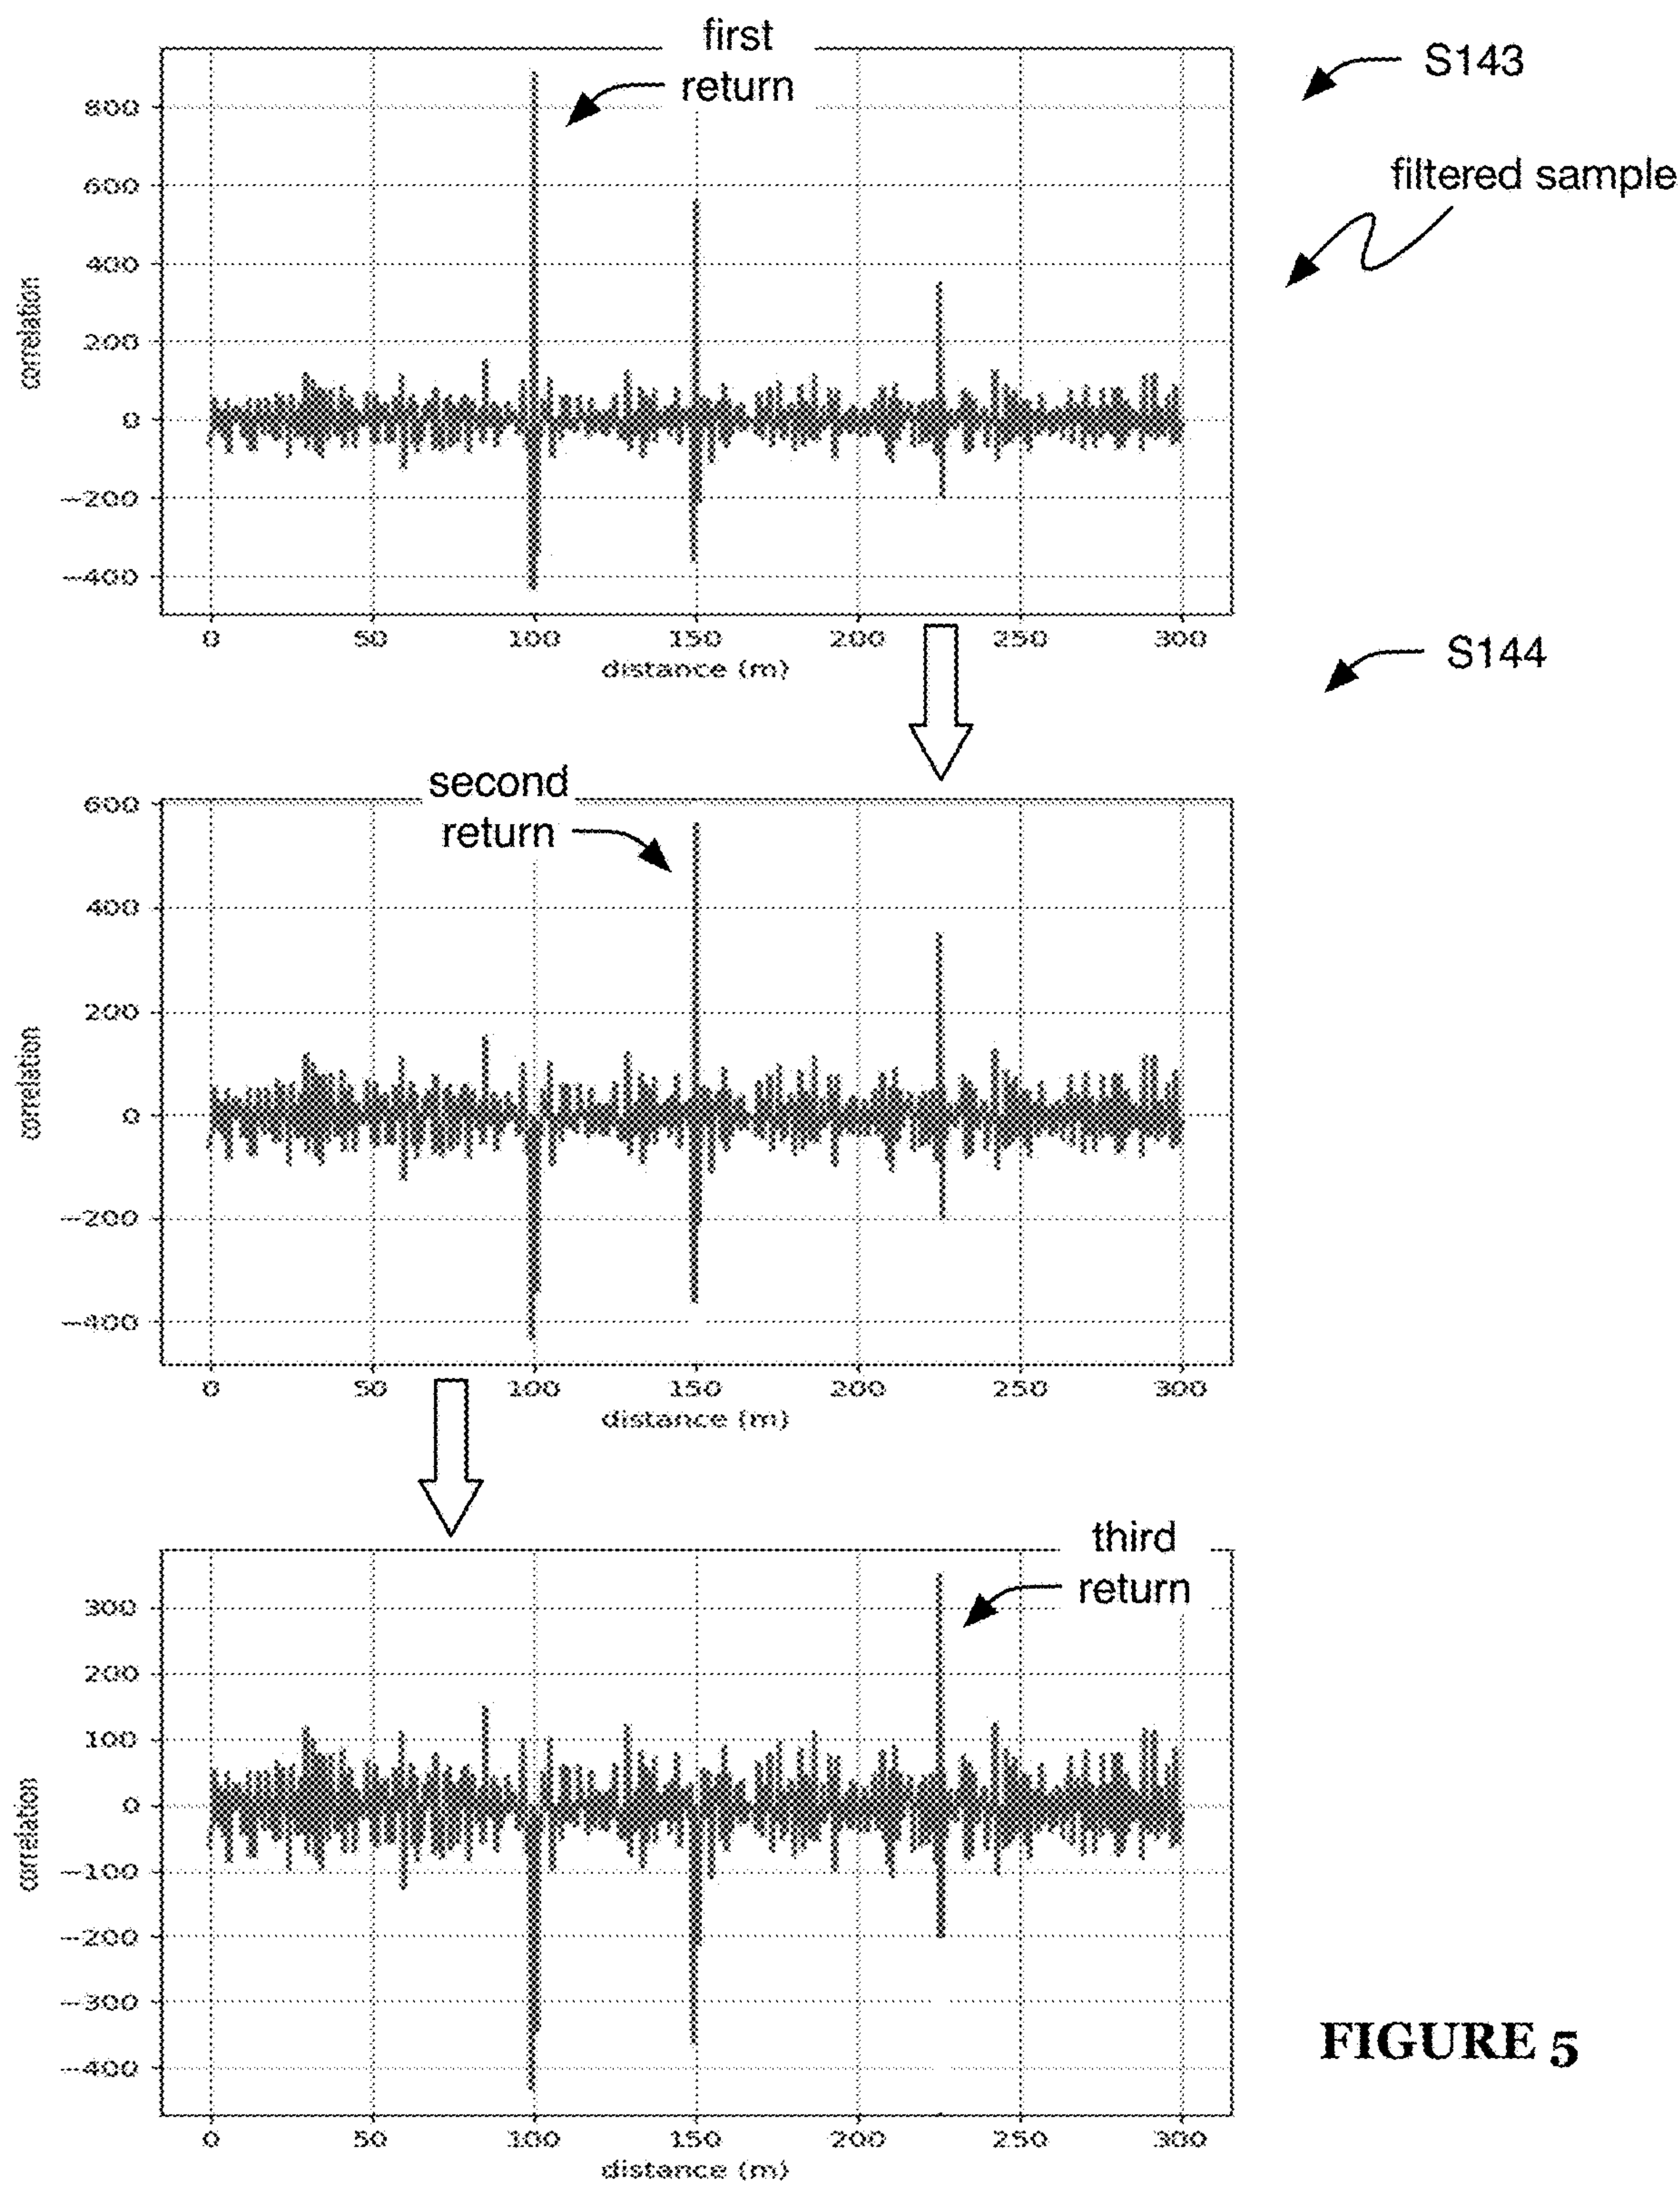 first
return
S143
filtered sample
800
600
400
200
0
−200
−400
correlation
0 50 100 150 200 250 300
distance (m)
S144
second
return
600
400
200
0
−200
−400
correlation
0 50 100 150 200 250 300
distance (m)
third
return
300
200
100
0
−100
−200
−300
−400
correlation
0 50 100 150 200 250 300
distance (m)
FIGURE 5